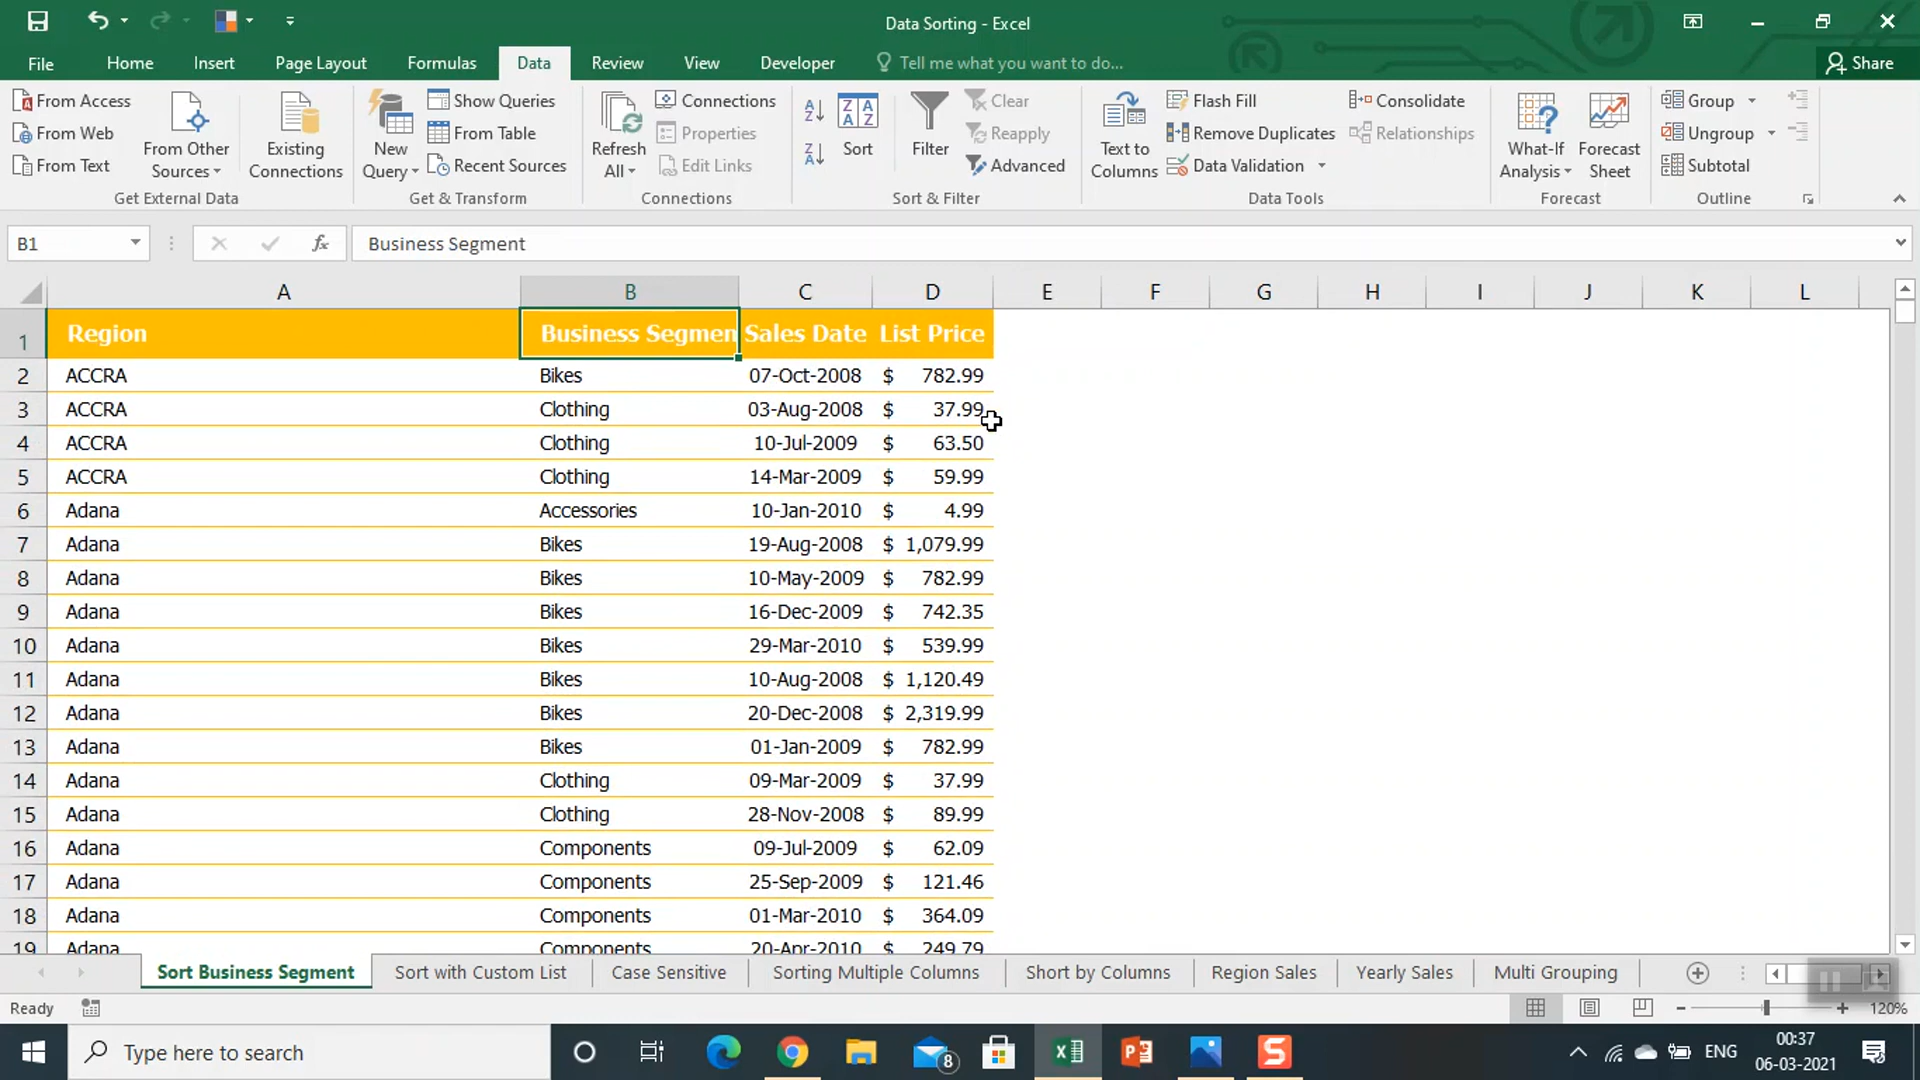 Data Sorting - Excel
File Home Insert Page Layout Formulas Data Review View Developer Tell me what you want to do... Share
From Access
From Web
From Text
From Other
Sources
Existing
Connections
Get External Data
New
Query
Show Queries
From Table
Recent Sources
Get & Transform
Refresh
All
Connections
Properties
Edit Links
Connections
Sort
Filter
Clear
Reapply
Advanced
Sort & Filter
Text to
Columns
Flash Fill
Remove Duplicates
Data Validation
Consolidate
Relationships
Data Tools
What-If
Analysis
Forecast
Sheet
Forecast
Group
Ungroup
Subtotal
Outline
B1 fx Business Segment
A B C D E F G H I J K L
1 Region Business Segmen Sales Date List Price
2 ACCRA Bikes 07-Oct-2008 $ 782.99
3 ACCRA Clothing 03-Aug-2008 $ 37.99
4 ACCRA Clothing 10-Jul-2009 $ 63.50
5 ACCRA Clothing 14-Mar-2009 $ 59.99
6 Adana Accessories 10-Jan-2010 $ 4.99
7 Adana Bikes 19-Aug-2008 $ 1,079.99
8 Adana Bikes 10-May-2009 $ 782.99
9 Adana Bikes 16-Dec-2009 $ 742.35
10 Adana Bikes 29-Mar-2010 $ 539.99
11 Adana Bikes 10-Aug-2008 $ 1,120.49
12 Adana Bikes 20-Dec-2008 $ 2,319.99
13 Adana Bikes 01-Jan-2009 $ 782.99
14 Adana Clothing 09-Mar-2009 $ 37.99
15 Adana Clothing 28-Nov-2008 $ 89.99
16 Adana Components 09-Jul-2009 $ 62.09
17 Adana Components 25-Sep-2009 $ 121.46
18 Adana Components 01-Mar-2010 $ 364.09
19 Adana Components 20-Apr-2010 $ 249.79
Sort Business Segment Sort with Custom List Case Sensitive Sorting Multiple Columns Short by Columns Region Sales Yearly Sales Multi Grouping
Ready 120%
Type here to search 8 ENG 00:37
06-03-2021